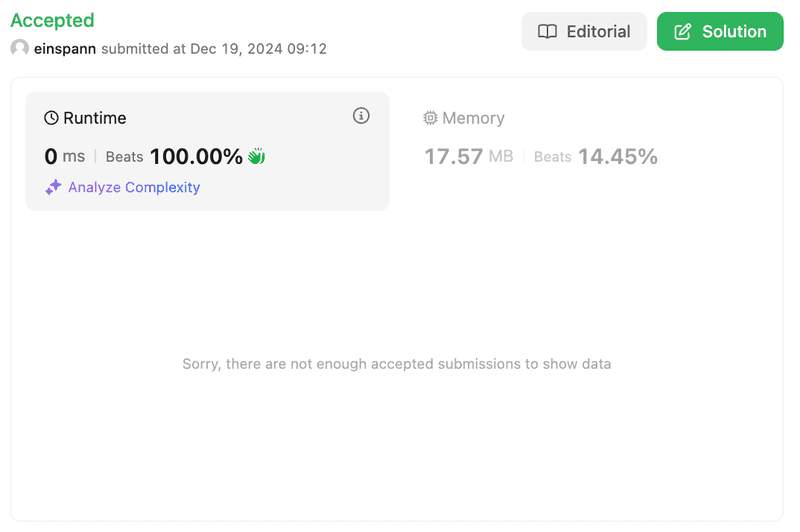 Accepted
einspann submitted at Dec 19, 2024 09:12
Editorial
Solution
Runtime
0 ms | Beats 100.00%
Analyze Complexity
Memory
17.57 MB | Beats 14.45%
Sorry, there are not enough accepted submissions to show data